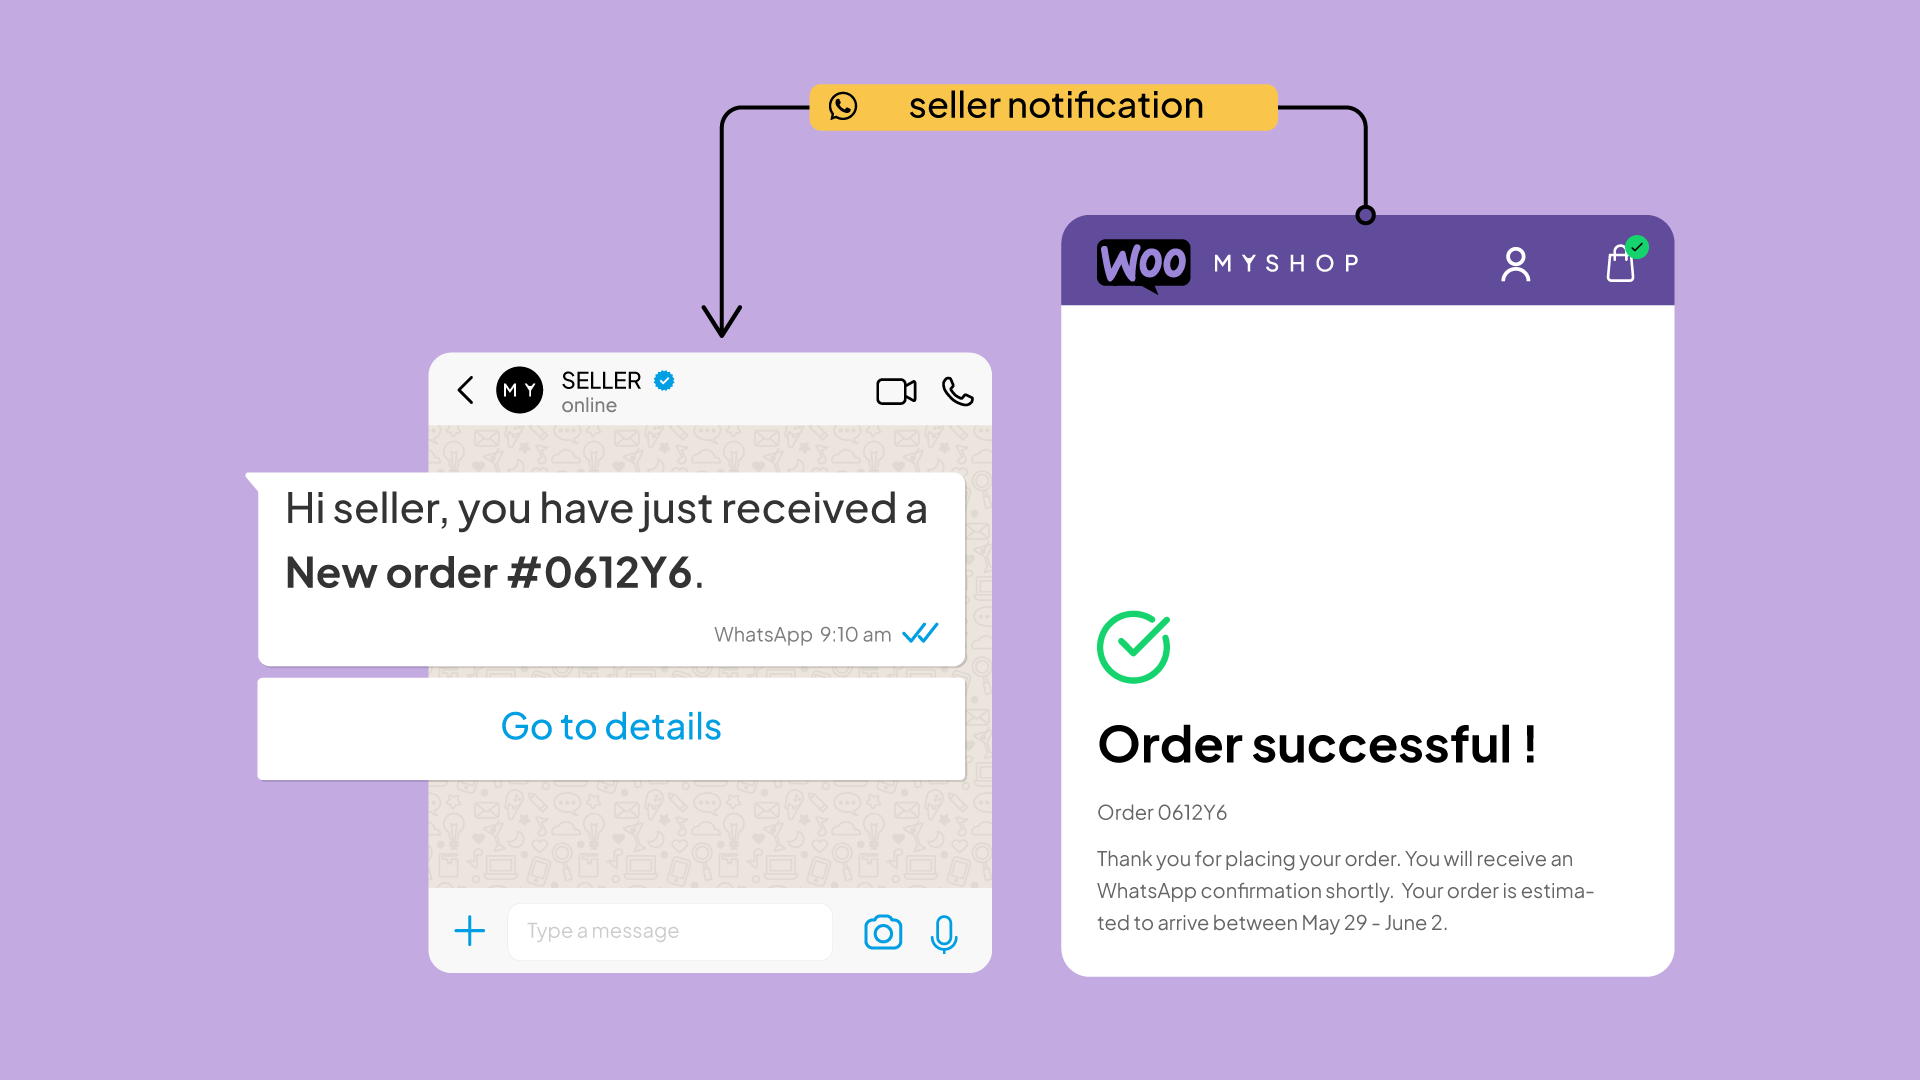 seller notification
WOO MYSHOP
MY
SELLER
online
Hi seller, you have just received a
New order #0612Y6.
WhatsApp 9:10 am
Go to details
Type a message
Order successful !
Order 0612Y6
Thank you for placing your order. You will receive an
WhatsApp confirmation shortly. Your order is estima-
ted to arrive between May 29 - June 2.